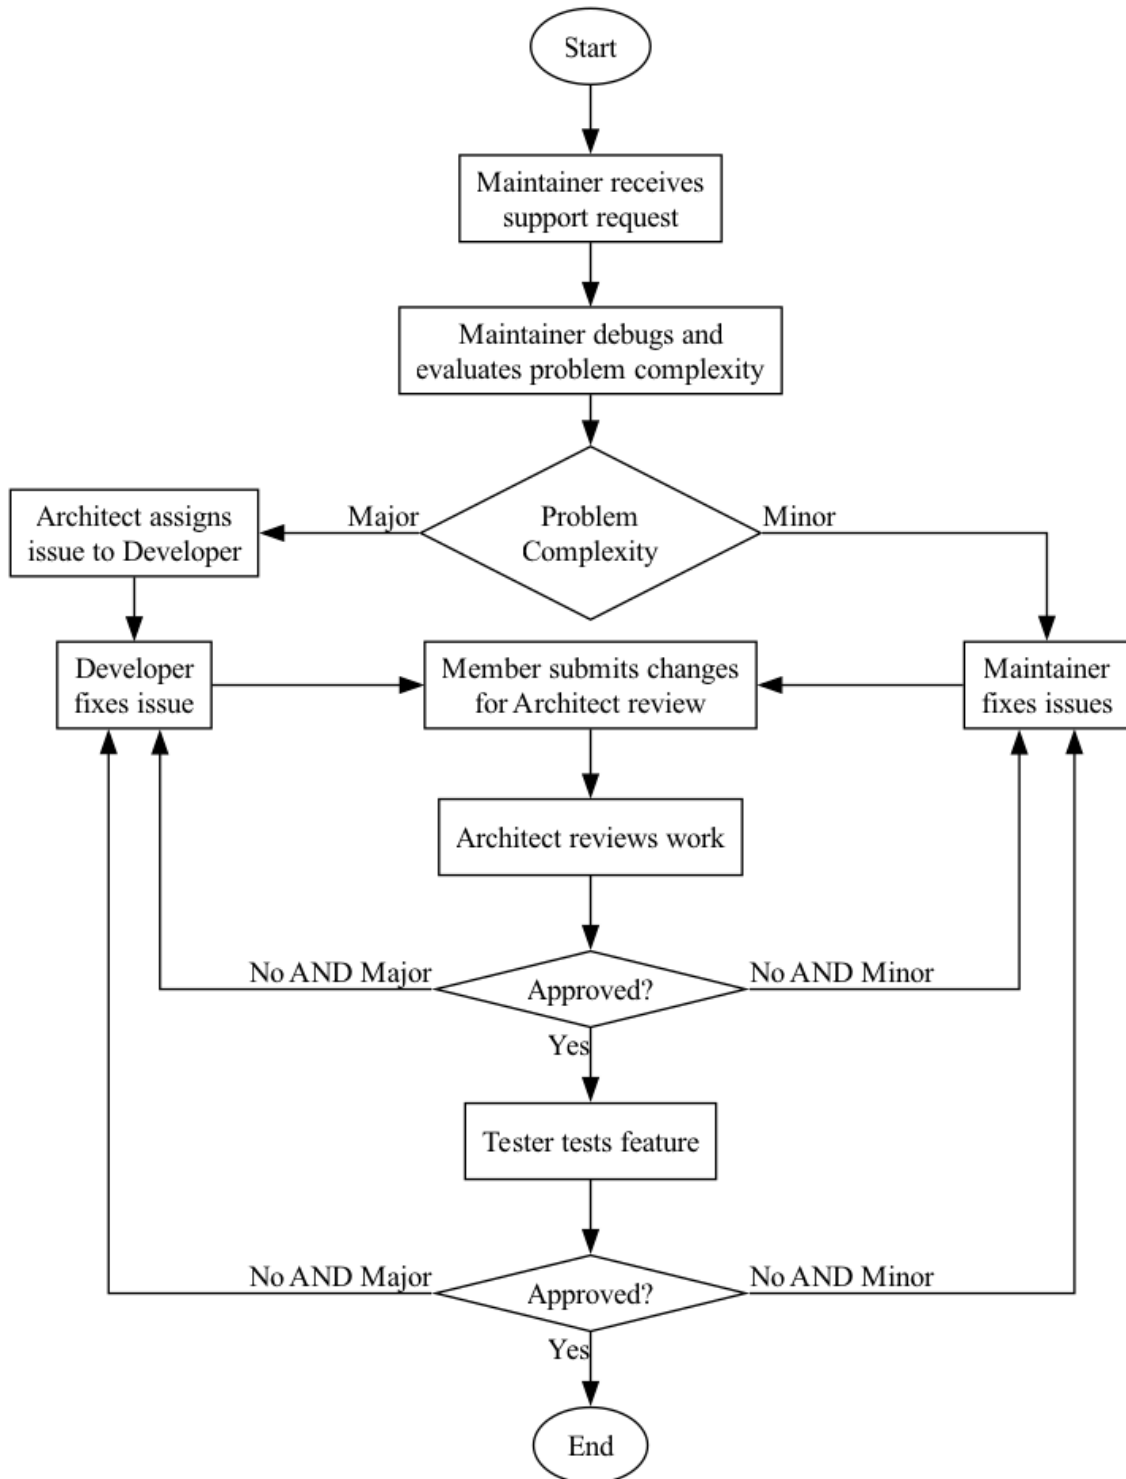 Start
Maintainer receives
support request
Maintainer debugs and
evaluates problem complexity
Problem
Complexity
Major
Minor
Architect assigns
issue to Developer
Developer
fixes issue
Member submits changes
for Architect review
Maintainer
fixes issues
Architect reviews work
Approved?
No AND Major
No AND Minor
Yes
Tester tests feature
Approved?
No AND Major
No AND Minor
Yes
End